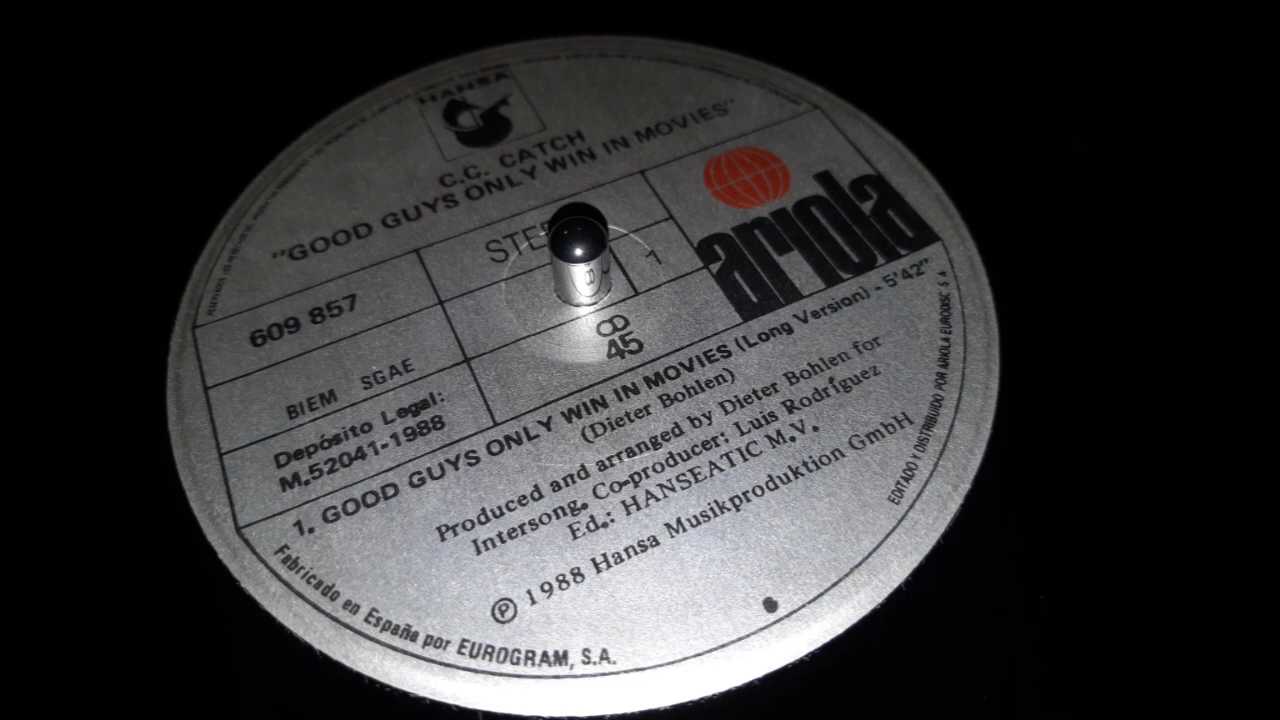 HANSA
C.C. CATCH
"GOOD GUYS ONLY WIN IN MOVIES"
609 857
STE
1
ariola
BIEM SGAE
45
Depósito Legal:
M.52041-1988
1. GOOD GUYS ONLY WIN IN MOVIES (Long Version) - 5'42"
(Dieter Bohlen)
Produced and arranged by Dieter Bohlen for
Intersong. Co-producer: Luis Rodríguez
Ed.: HANSEATIC M.V.
Ⓟ 1988 Hansa Musikproduktion GmbH
Fabricado en España por EUROGRAM, S.A.
EDITADO Y DISTRIBUIDO POR ARIOLA EURODISC S A